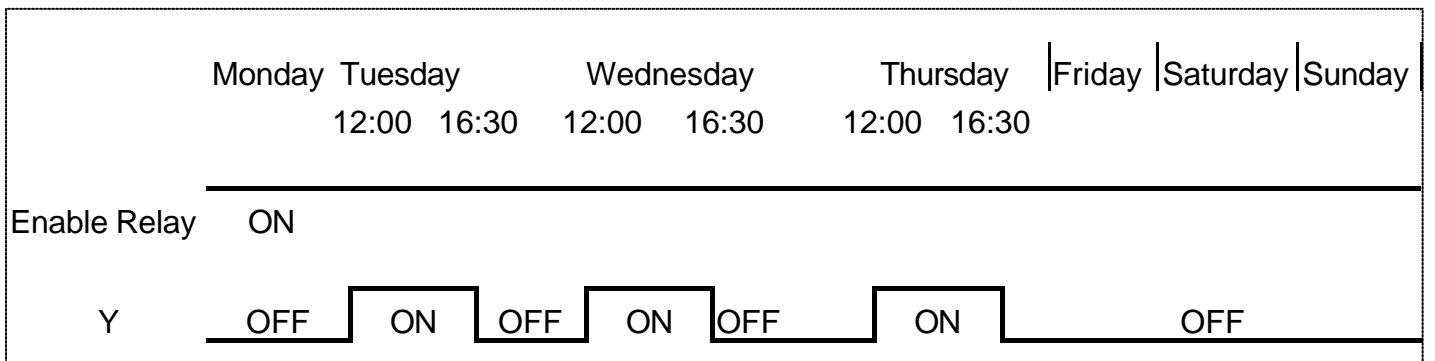 Monday Tuesday Wednesday Thursday Friday Saturday Sunday
12:00 16:30 12:00 16:30 12:00 16:30
Enable Relay ON
Y OFF ON OFF ON OFF ON OFF